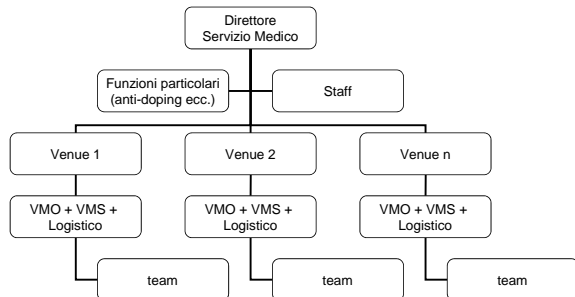 Direttore
Servizio Medico
Funzioni particolari
(anti-doping ecc.)
Staff
Venue 1
Venue 2
Venue n
VMO + VMS +
Logistico
VMO + VMS +
Logistico
VMO + VMS +
Logistico
team
team
team